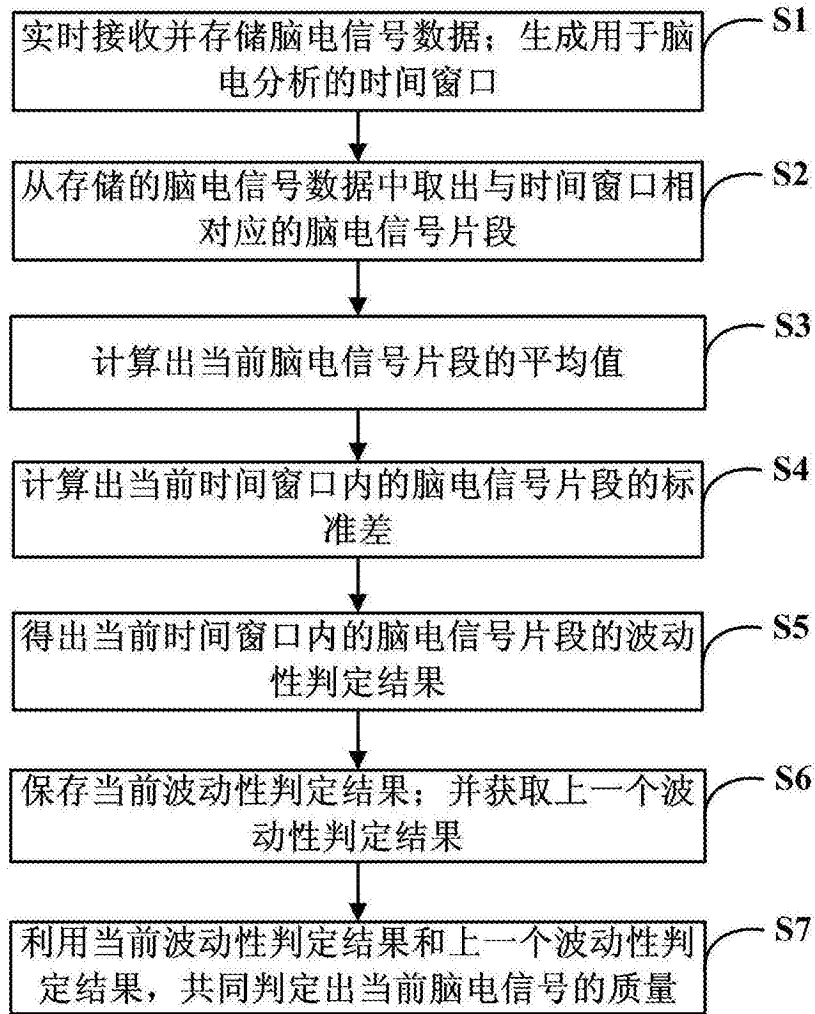 实时接收并存储脑电信号数据；生成用于脑
电分析的时间窗口
S1
从存储的脑电信号数据中取出与时间窗口相
对应的脑电信号片段
S2
计算出当前脑电信号片段的平均值
S3
计算出当前时间窗口内的脑电信号片段的标
准差
S4
得出当前时间窗口内的脑电信号片段的波动
性判定结果
S5
保存当前波动性判定结果；并获取上一个波
动性判定结果
S6
利用当前波动性判定结果和上一个波动性判
定结果，共同判定出当前脑电信号的质量
S7